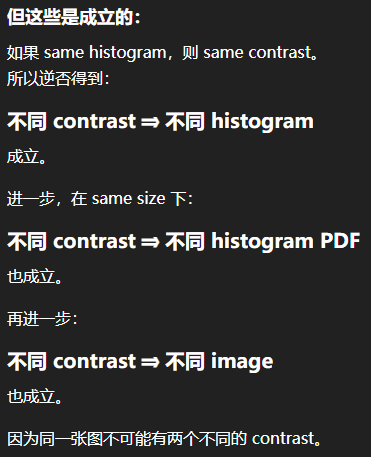 但这些是成立的：
如果 same histogram，则 same contrast。
所以逆否得到：
不同 contrast ⇒ 不同 histogram
成立。
进一步，在 same size 下：
不同 contrast ⇒ 不同 histogram PDF
也成立。
再进一步：
不同 contrast ⇒ 不同 image
也成立。
因为同一张图不可能有两个不同的 contrast。